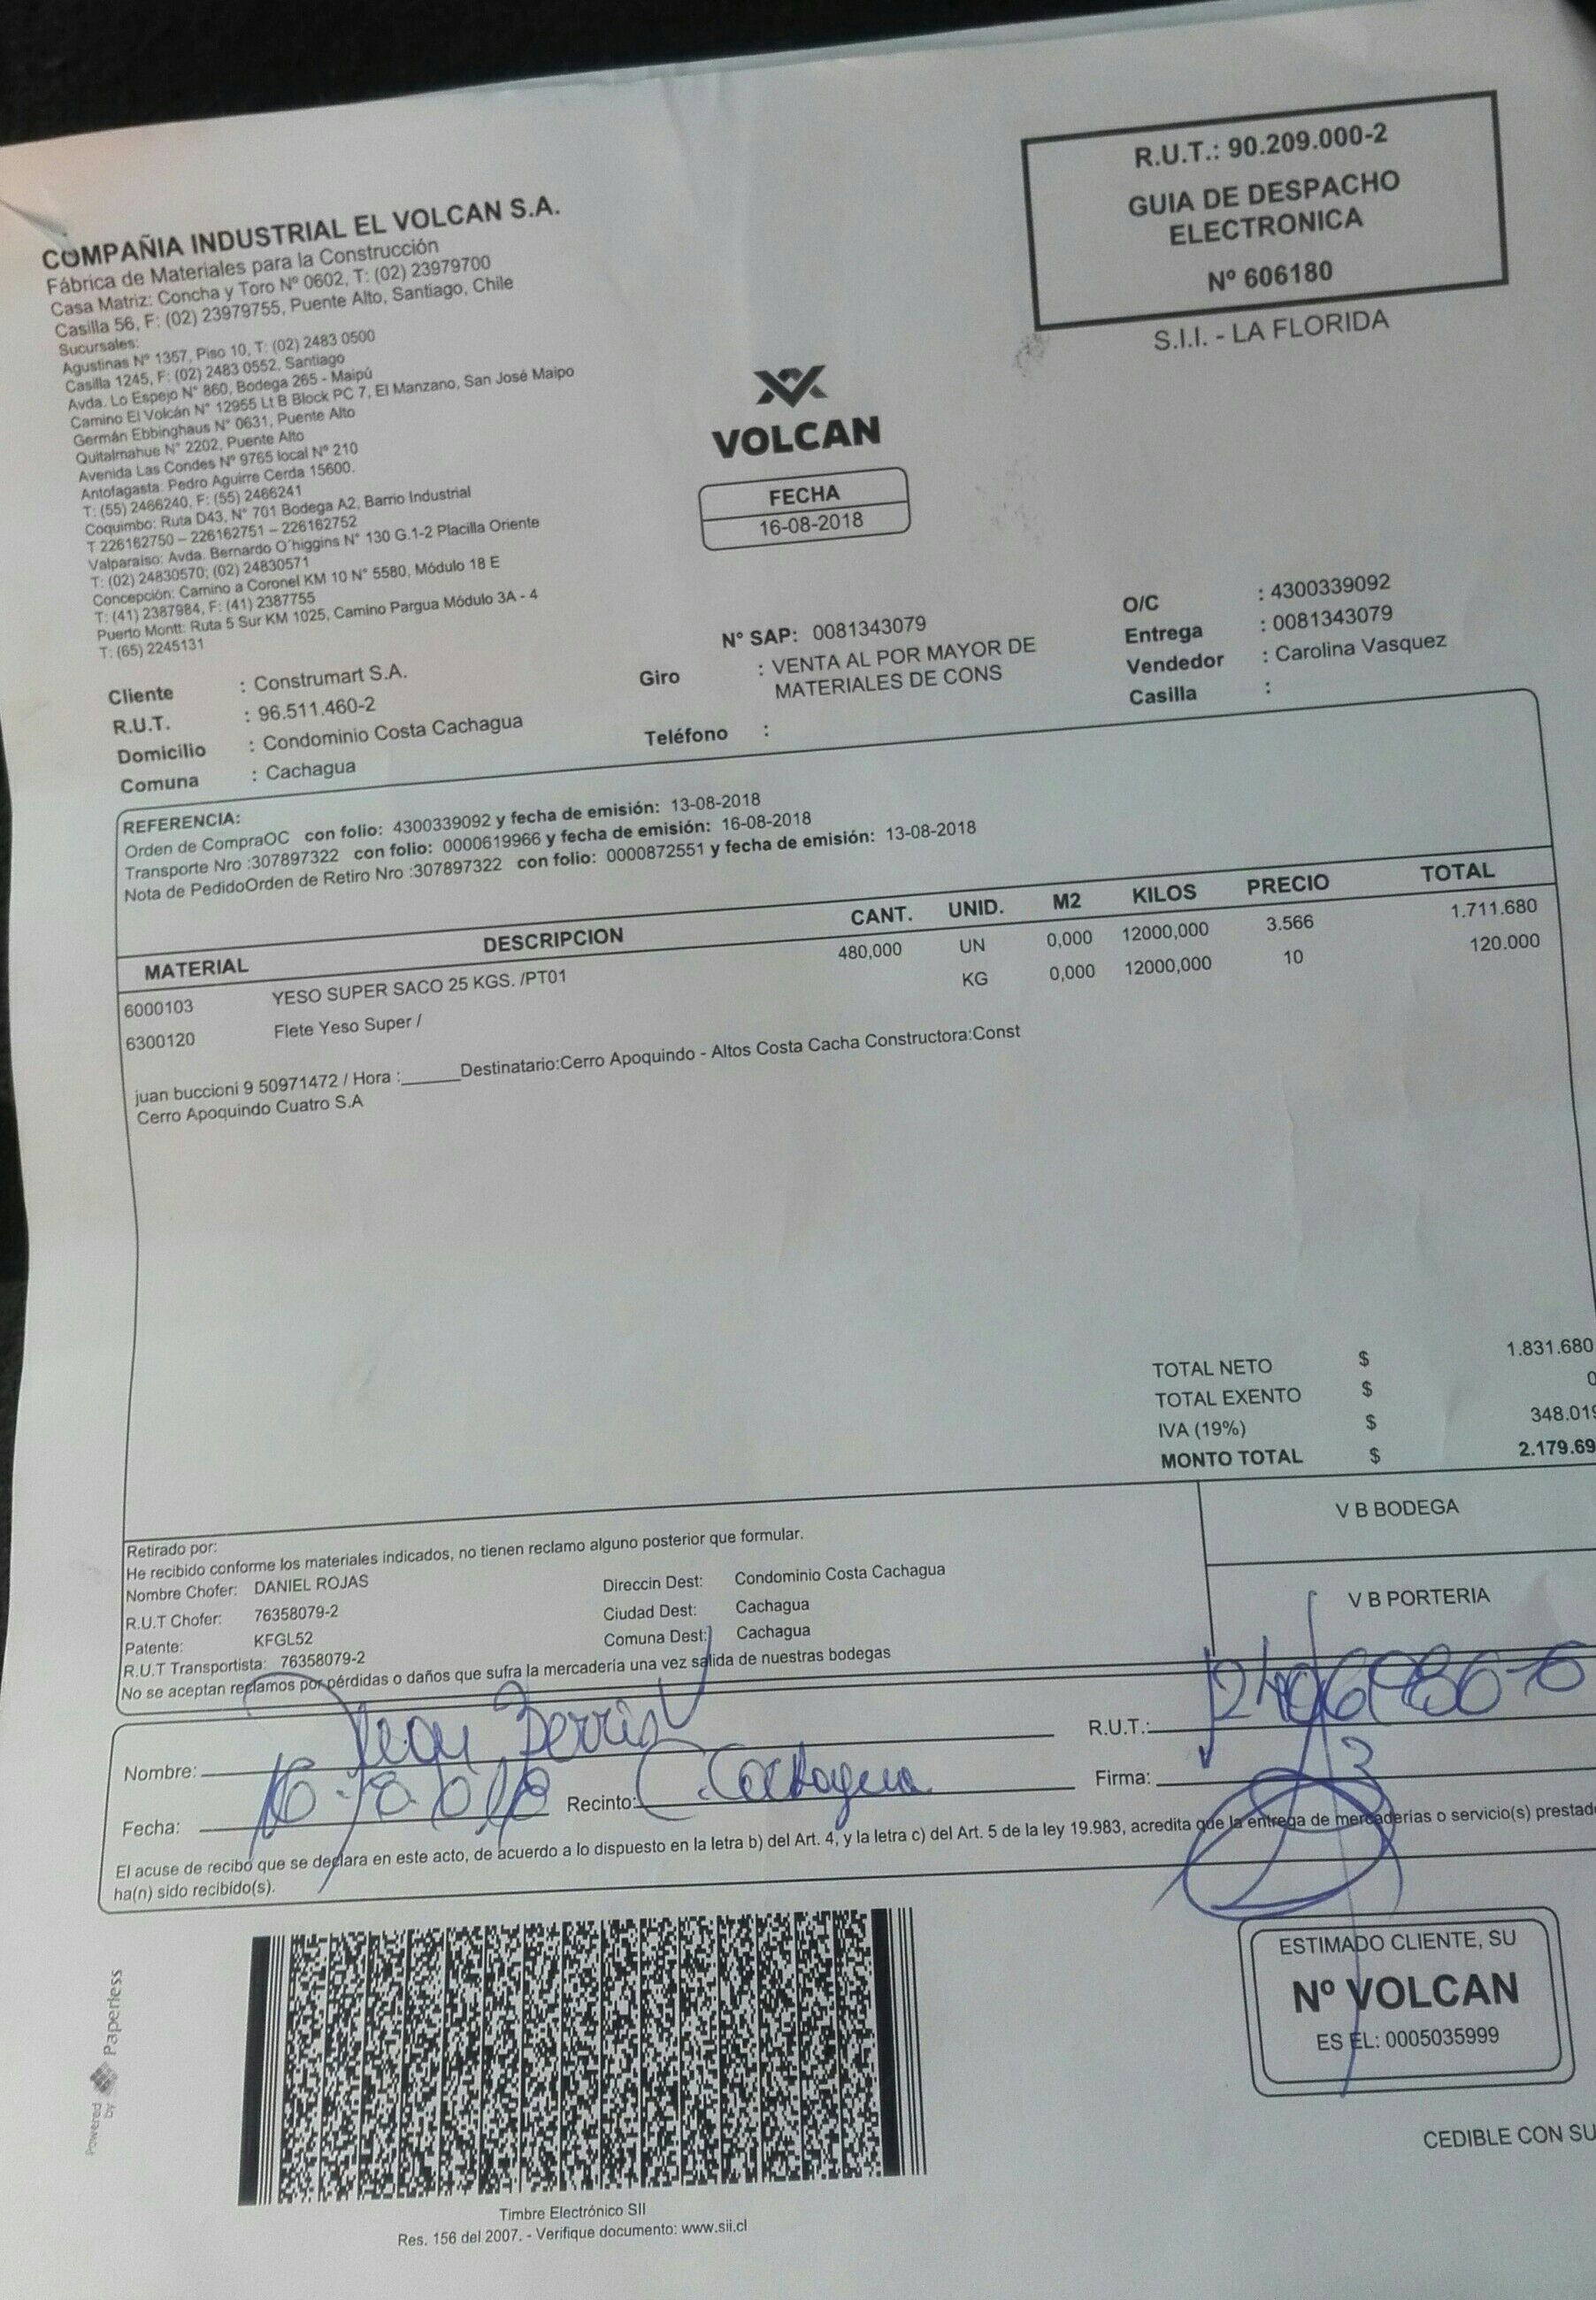 R.U.T.: 90.209.000-2
GUIA DE DESPACHO
ELECTRONICA
Nº 606180
S.I.I. - LA FLORIDA
COMPAÑIA INDUSTRIAL EL VOLCAN S.A.
Fábrica de Materiales para la Construcción
Casa Matriz: Concha y Toro Nº 0602, T: (02) 23979700
Casilla 56, F: (02) 23979755, Puente Alto, Santiago, Chile
Sucursales:
Agustinas Nº 1357, Piso 10, T: (02) 2483 0500
Casilla 1245, F: (02) 2483 0552, Santiago
Avda. Lo Espejo N° 860, Bodega 265 - Maipú
Camino El Volcán N° 12955 Lt B Block PC 7, El Manzano, San José Maipo
Germán Ebbinghaus N° 0631, Puente Alto
Quitalmahue N° 2202, Puente Alto
Avenida Las Condes Nº 9765 local Nº 210
Antofagasta: Pedro Aguirre Cerda 15600.
T: (55) 2466240, F: (55) 2466241
Coquimbo: Ruta D43, N° 701 Bodega A2, Barrio Industrial
T 226162750 – 226162751 – 226162752
Valparaiso: Avda. Bernardo O´higgins N° 130 G.1-2 Placilla Oriente
T: (02) 24830570; (02) 24830571
Concepción: Camino a Coronel KM 10 N° 5580, Módulo 18 E
T: (41) 2387984, F: (41) 2387755
Puerto Montt: Ruta 5 Sur KM 1025, Camino Pargua Módulo 3A - 4
T: (65) 2245131
VOLCAN
FECHA
16-08-2018
N° SAP: 0081343079
O/C : 4300339092
Entrega : 0081343079
Vendedor : Carolina Vasquez
Casilla :
Cliente : Construmart S.A.
R.U.T. : 96.511.460-2
Domicilio : Condominio Costa Cachagua
Comuna : Cachagua
Giro : VENTA AL POR MAYOR DE
MATERIALES DE CONS
Teléfono :
REFERENCIA:
Orden de CompraOC con folio: 4300339092 y fecha de emisión: 13-08-2018
Transporte Nro :307897322 con folio: 0000619966 y fecha de emisión: 16-08-2018
Nota de PedidoOrden de Retiro Nro :307897322 con folio: 0000872551 y fecha de emisión: 13-08-2018
MATERIAL DESCRIPCION CANT. UNID. M2 KILOS PRECIO TOTAL
6000103 YESO SUPER SACO 25 KGS. /PT01 480,000 UN 0,000 12000,000 3.566 1.711.680
6300120 Flete Yeso Super / KG 0,000 12000,000 10 120.000
juan buccioni 9 50971472 / Hora :______Destinatario:Cerro Apoquindo - Altos Costa Cacha Constructora:Const
Cerro Apoquindo Cuatro S.A
TOTAL NETO $ 1.831.680
TOTAL EXENTO $ 0
IVA (19%) $ 348.019
MONTO TOTAL $ 2.179.69
V B BODEGA
V B PORTERIA
Retirado por:
He recibido conforme los materiales indicados, no tienen reclamo alguno posterior que formular.
Nombre Chofer: DANIEL ROJAS Direccin Dest: Condominio Costa Cachagua
R.U.T Chofer: 76358079-2 Ciudad Dest: Cachagua
Patente: KFGL52 Comuna Dest: Cachagua
R.U.T Transportista: 76358079-2
No se aceptan reclamos por pérdidas o daños que sufra la mercadería una vez salida de nuestras bodegas
Nombre: R.U.T.:
Fecha: Recinto: C. Cachagua Firma:
El acuse de recibo que se declara en este acto, de acuerdo a lo dispuesto en la letra b) del Art. 4, y la letra c) del Art. 5 de la ley 19.983, acredita que la entrega de mercaderías o servicio(s) prestad
ha(n) sido recibido(s).
Powered by Paperless
ESTIMADO CLIENTE, SU
Nº VOLCAN
ES EL: 0005035999
CEDIBLE CON SU
Timbre Electrónico SII
Res. 156 del 2007. - Verifique documento: www.sii.cl